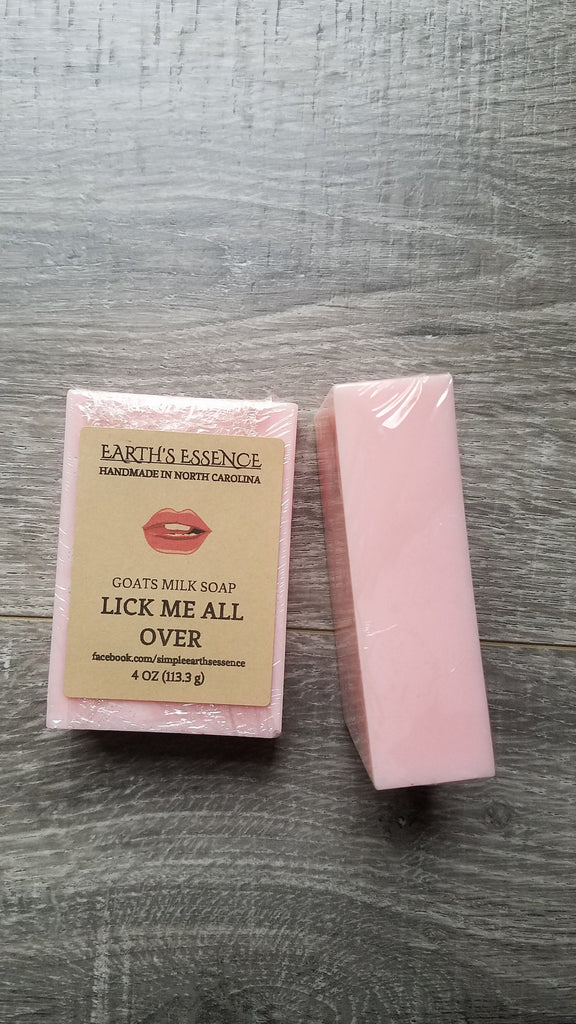 EARTH'S ESSENCE
HANDMADE IN NORTH CAROLINA
GOATS MILK SOAP
LICK ME ALL
OVER
facebook.com/simpleearthsessence
4 OZ (113.3 g)